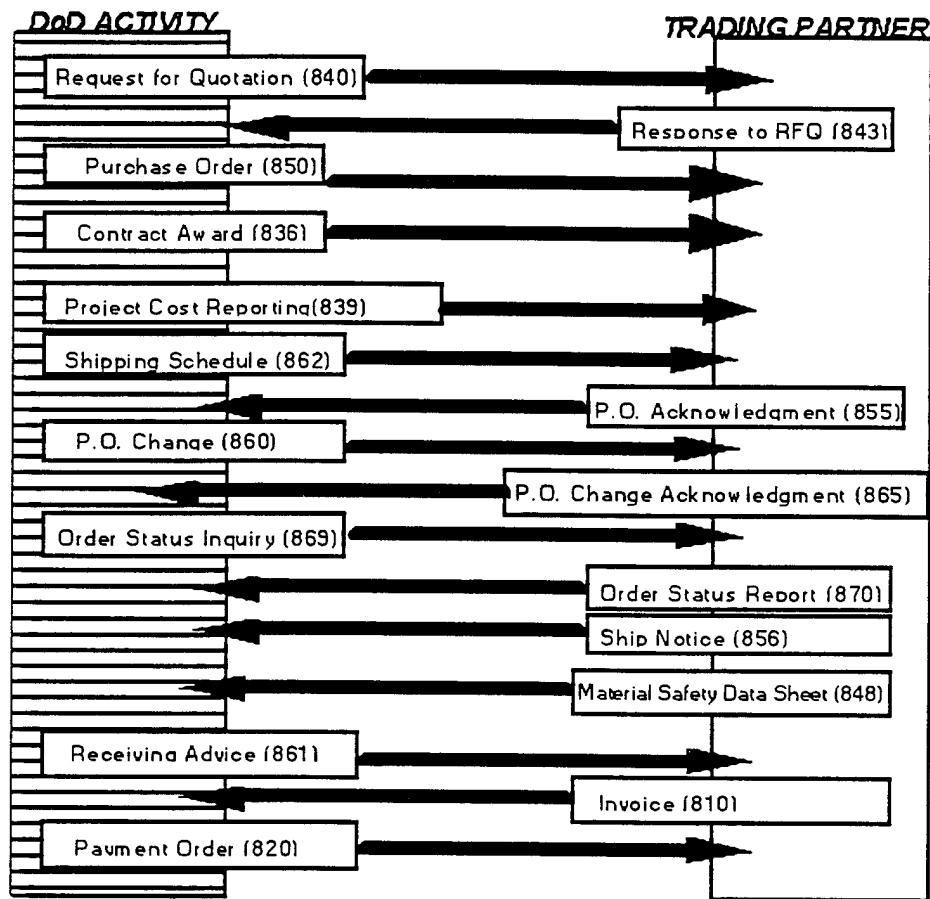 DoD ACTIVITY
TRADING PARTNER
Request for Quotation (840)
Response to RFQ (843)
Purchase Order (850)
Contract Award (836)
Project Cost Reporting(839)
Shipping Schedule (862)
P.O. Acknowledgment (855)
P.O. Change (860)
P.O. Change Acknowledgment (865)
Order Status Inquiry (869)
Order Status Report (870)
Ship Notice (856)
Material Safety Data Sheet (848)
Receiving Advice (861)
Invoice (810)
Payment Order (820)